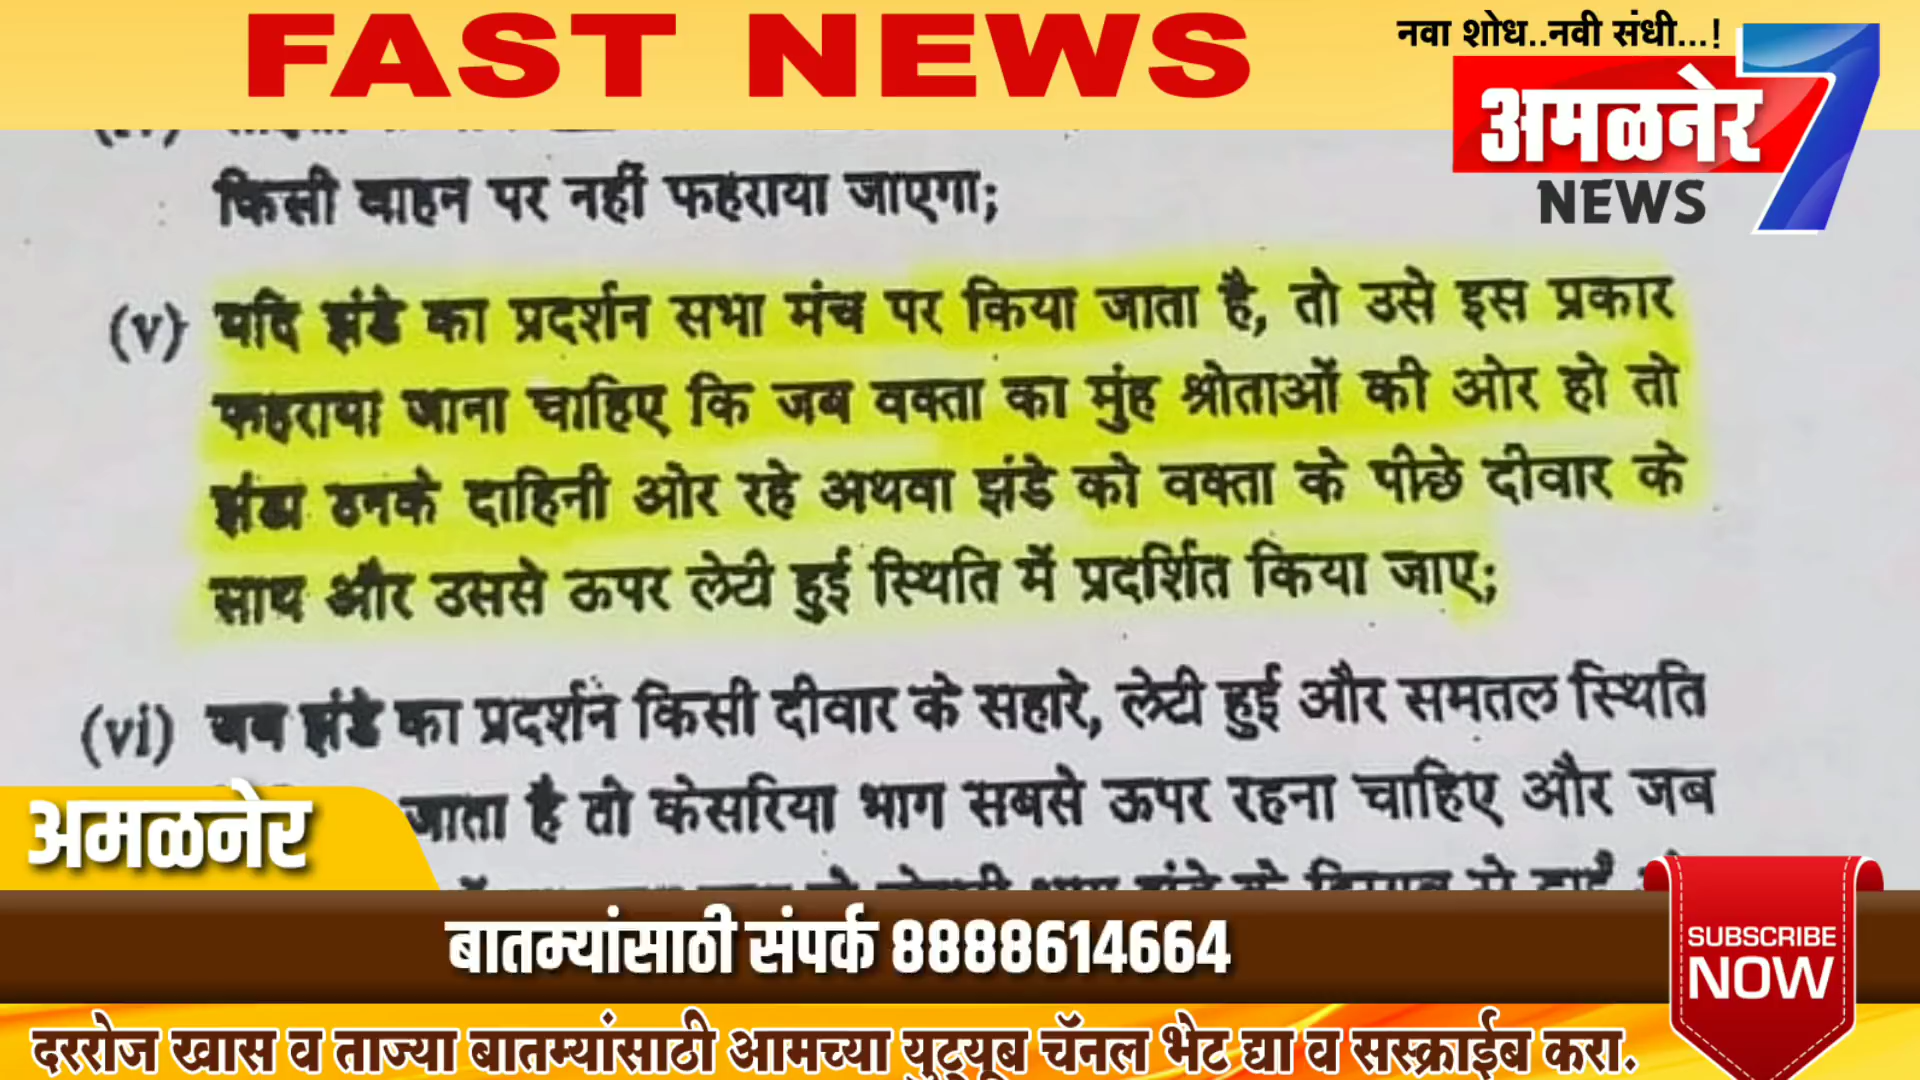 FAST NEWS
नवा शोध..नवी संधी...!
अमळनेर
NEWS
7
किसी वाहन पर नहीं फहराया जाएगा;
(v) यदि झंडे का प्रदर्शन सभा मंच पर किया जाता है, तो उसे इस प्रकार
फहराया जाना चाहिए कि जब वक्ता का मुंह श्रोताओं की ओर हो तो
झंडा उनके दाहिनी ओर रहे अथवा झंडे को वक्ता के पीछे दीवार के
साथ और उससे ऊपर लेटी हुई स्थिति में प्रदर्शित किया जाए;
(vi) जब झंडे का प्रदर्शन किसी दीवार के सहारे, लेटी हुई और समतल स्थिति
जाता है तो केसरिया भाग सबसे ऊपर रहना चाहिए और जब
अमळनेर
बातम्यांसाठी संपर्क 8888614664
SUBSCRIBE
NOW
दररोज खास व ताज्या बातम्यांसाठी आमच्या युट्यूब चॅनल भेट द्या व सस्क्राईब करा.